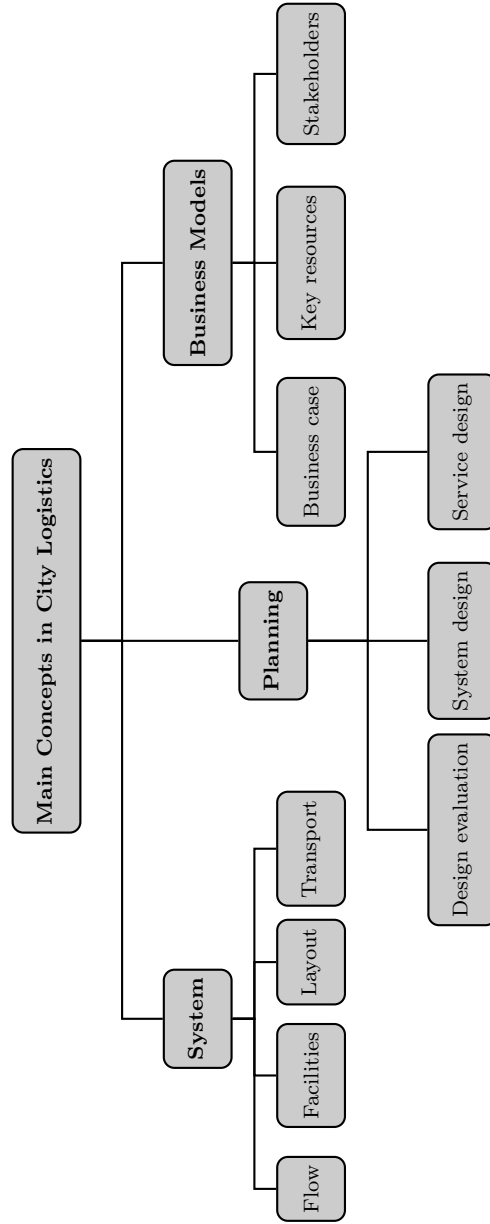 Main Concepts in City Logistics
System
Planning
Business Models
Flow
Facilities
Layout
Transport
Business case
Key resources
Stakeholders
Design evaluation
System design
Service design